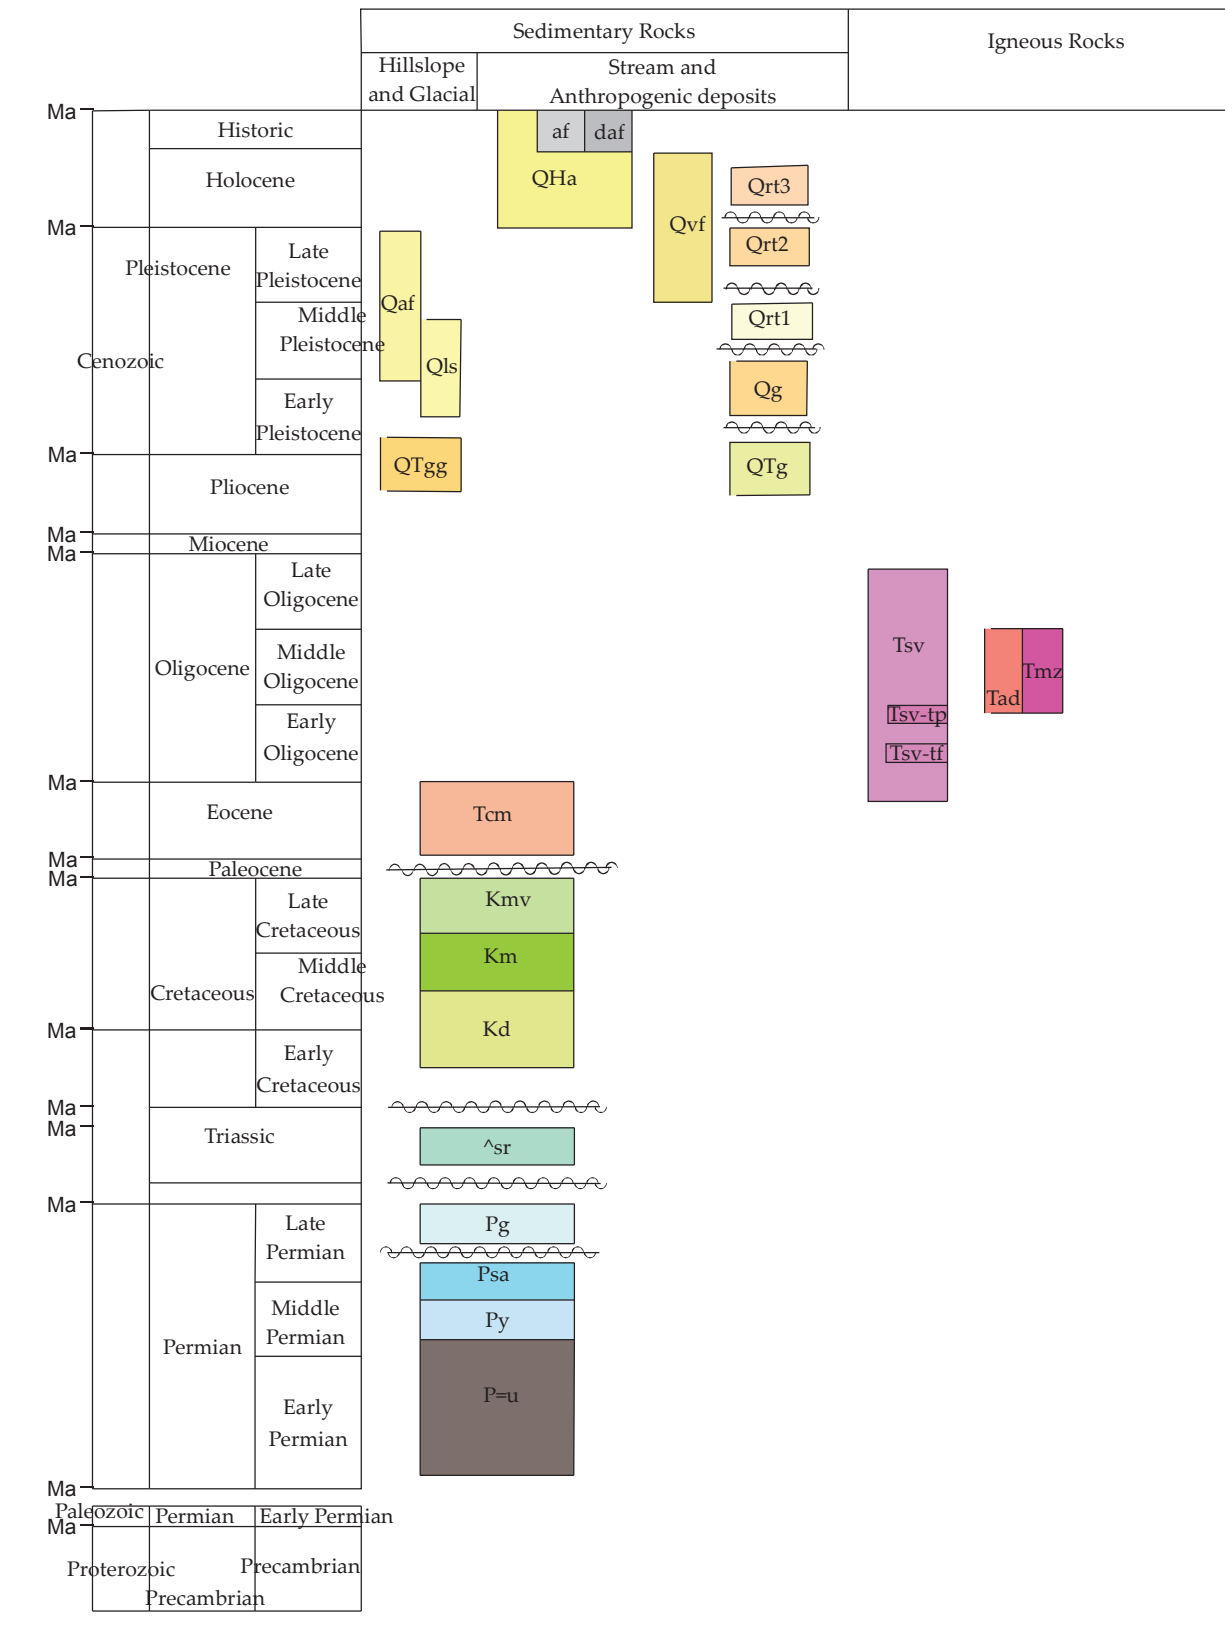 Sedimentary Rocks
Igneous Rocks
Hillslope
and Glacial
Stream and
Anthropogenic deposits
Ma
Historic
af
daf
Holocene
QHa
Qrt3
Ma
Qvf
Qrt2
Pleistocene
Late
Pleistocene
Qaf
Middle
Pleistocene
Qrt1
Cenozoic
Qls
Qg
Early
Pleistocene
Ma
QTgg
QTg
Pliocene
Ma
Miocene
Ma
Late
Oligocene
Oligocene
Middle
Oligocene
Tsv
Tad
Tmz
Tsv-tp
Early
Oligocene
Tsv-tf
Ma
Eocene
Tcm
Ma
Paleocene
Ma
Late
Cretaceous
Kmv
Middle
Cretaceous
Km
Cretaceous
Ma
Kd
Early
Cretaceous
Ma
Ma
Triassic
^sr
Ma
Late
Permian
Pg
Psa
Middle
Permian
Py
Permian
P=u
Early
Permian
Ma
Paleozoic
Permian
Early Permian
Ma
Proterozoic
Precambrian
Precambrian